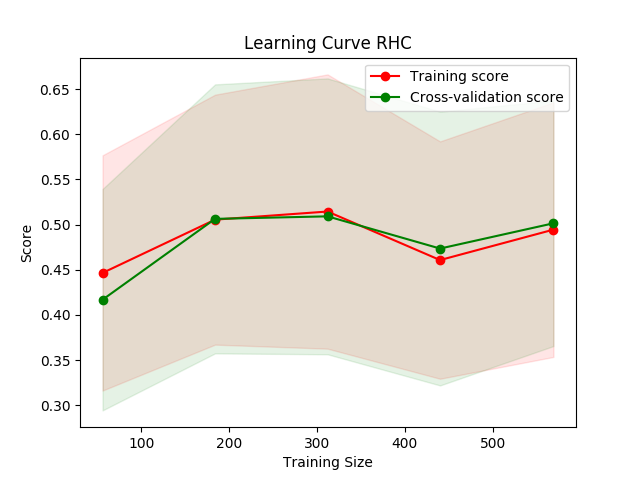 Learning Curve RHC
Training score
Cross-validation score
0.65
0.60
0.55
0.50
0.45
0.40
0.35
0.30
Score
100
200
300
400
500
Training Size